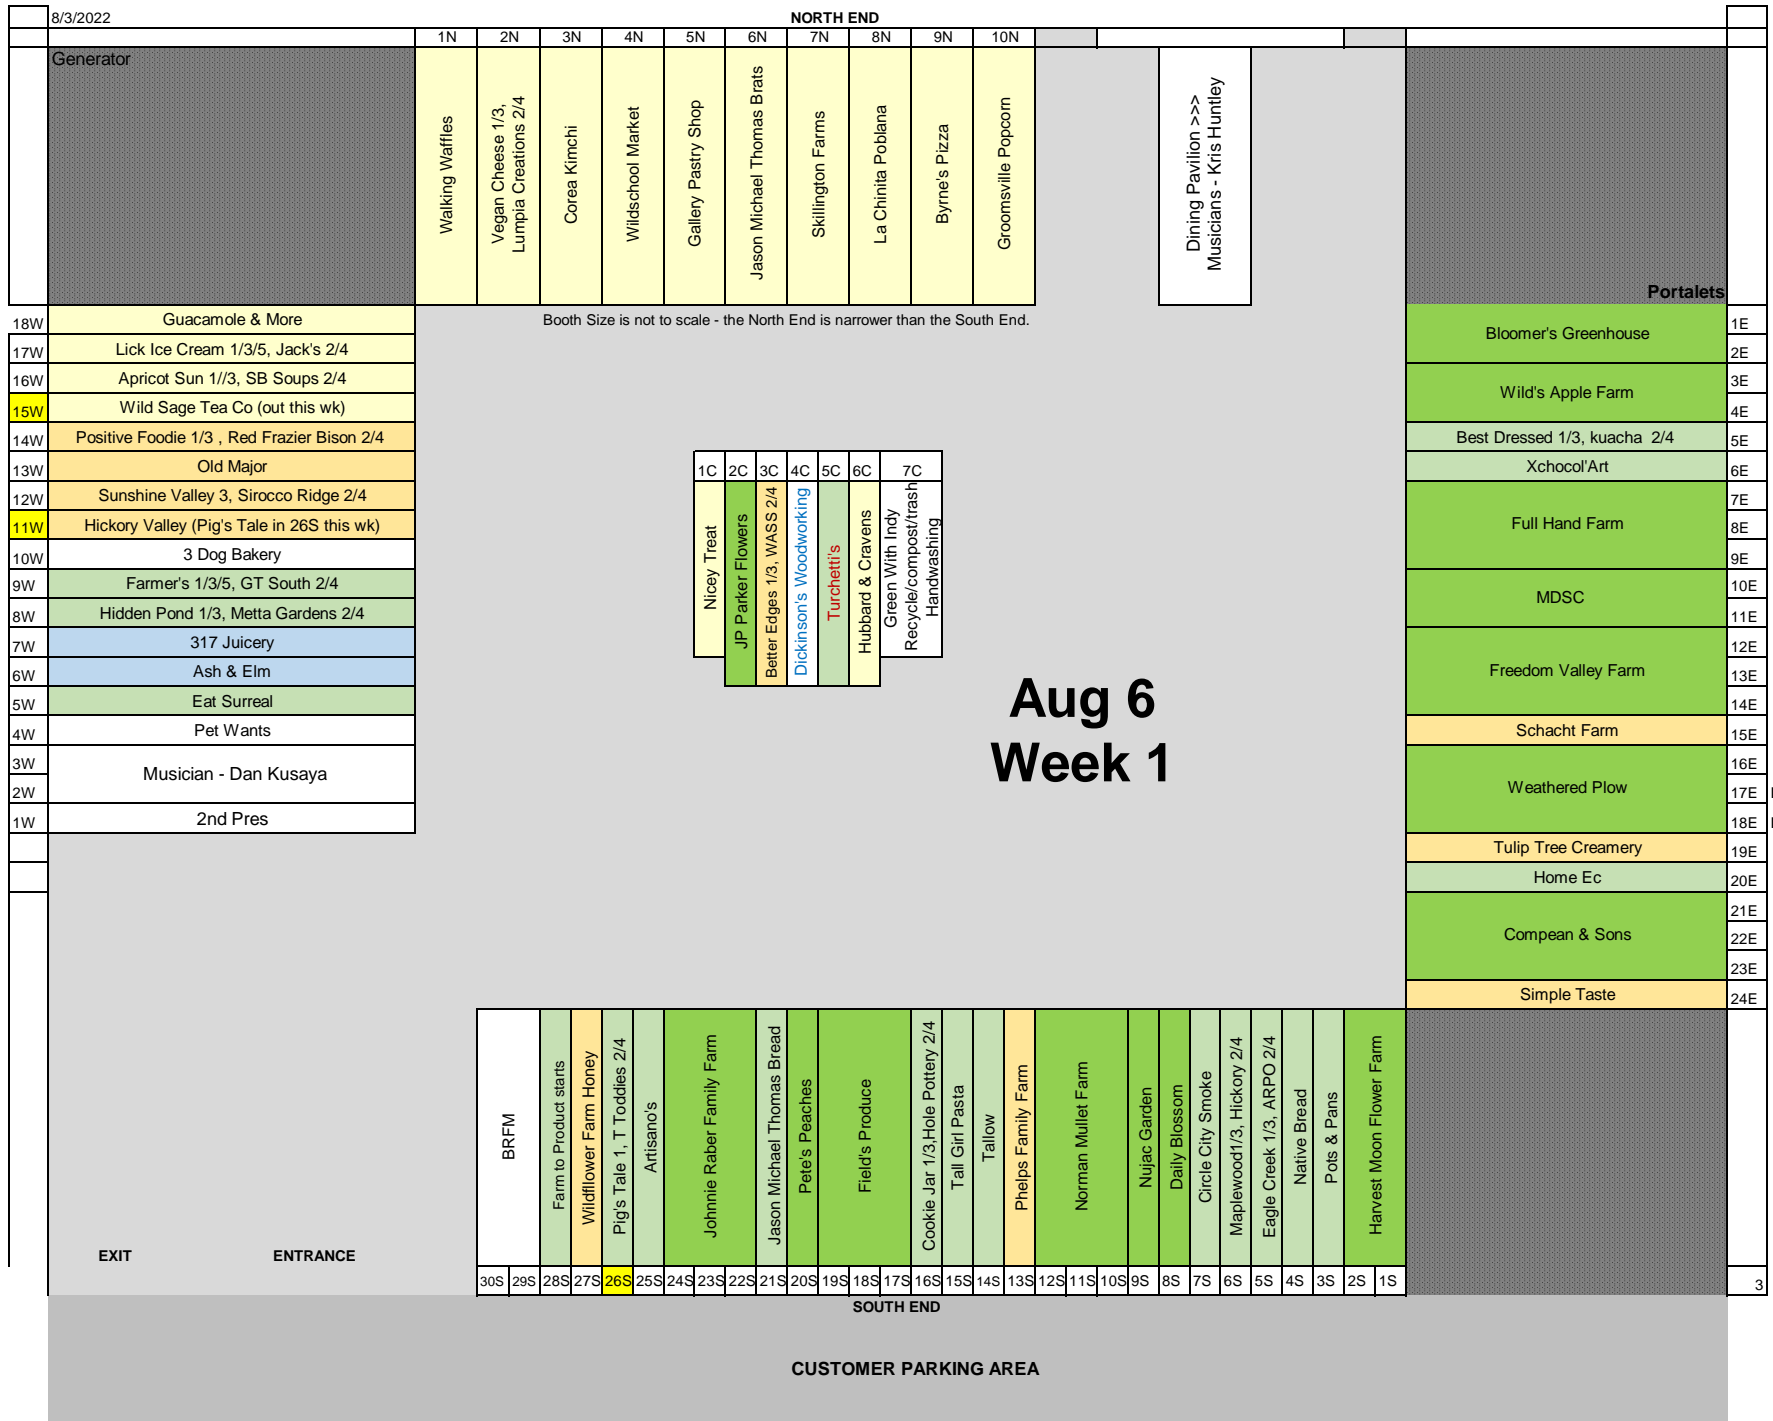 8/3/2022
NORTH END
1N 2N 3N 4N 5N 6N 7N 8N 9N 10N
Generator
Walking Waffles
Vegan Cheese 1/3,
Lumpia Creations 2/4
Corea Kimchi
Wildschool Market
Gallery Pastry Shop
Jason Michael Thomas Brats
Skillington Farms
La Chinita Poblana
Byrne's Pizza
Groomsville Popcorn
Dining Pavilion >>>
Musicians - Kris Huntley
Portalets
Booth Size is not to scale - the North End is narrower than the South End.
18W Guacamole & More
17W Lick Ice Cream 1/3/5, Jack's 2/4
16W Apricot Sun 1//3, SB Soups 2/4
15W Wild Sage Tea Co (out this wk)
14W Positive Foodie 1/3 , Red Frazier Bison 2/4
13W Old Major
12W Sunshine Valley 3, Sirocco Ridge 2/4
11W Hickory Valley (Pig's Tale in 26S this wk)
10W 3 Dog Bakery
9W Farmer's 1/3/5, GT South 2/4
8W Hidden Pond 1/3, Metta Gardens 2/4
7W 317 Juicery
6W Ash & Elm
5W Eat Surreal
4W Pet Wants
3W
Musician - Dan Kusaya
2W
1W 2nd Pres
1C 2C 3C 4C 5C 6C 7C
Nicey Treat
JP Parker Flowers
Better Edges 1/3, WASS 2/4
Dickinson's Woodworking
Turchetti's
Hubbard & Cravens
Green With Indy
Recycle/compost/trash
Handwashing
Aug 6
Week 1
Bloomer's Greenhouse
1E
2E
Wild's Apple Farm
3E
4E
Best Dressed 1/3, kuacha 2/4 5E
Xchocol'Art 6E
7E
Full Hand Farm 8E
9E
MDSC
10E
11E
12E
Freedom Valley Farm 13E
14E
Schacht Farm 15E
16E
Weathered Plow 17E
18E
Tulip Tree Creamery 19E
Home Ec 20E
21E
Compean & Sons 22E
23E
Simple Taste 24E
BRFM
Farm to Product starts
Wildfllower Farm Honey
Pig's Tale 1, T Toddies 2/4
Artisano's
Johnnie Raber Family Farm
Jason Michael Thomas Bread
Pete's Peaches
Field's Produce
Cookie Jar 1/3,Hole Pottery 2/4
Tall Girl Pasta
Tallow
Phelps Family Farm
Norman Mullet Farm
Nujac Garden
Daily Blossom
Circle City Smoke
Maplewood1/3, Hickory 2/4
Eagle Creek 1/3, ARPO 2/4
Native Bread
Pots & Pans
Harvest Moon Flower Farm
EXIT ENTRANCE
30S 29S 28S 27S 26S 25S 24S 23S 22S 21S 20S 19S 18S 17S 16S 15S 14S 13S 12S 11S 10S 9S 8S 7S 6S 5S 4S 3S 2S 1S
3
SOUTH END
CUSTOMER PARKING AREA